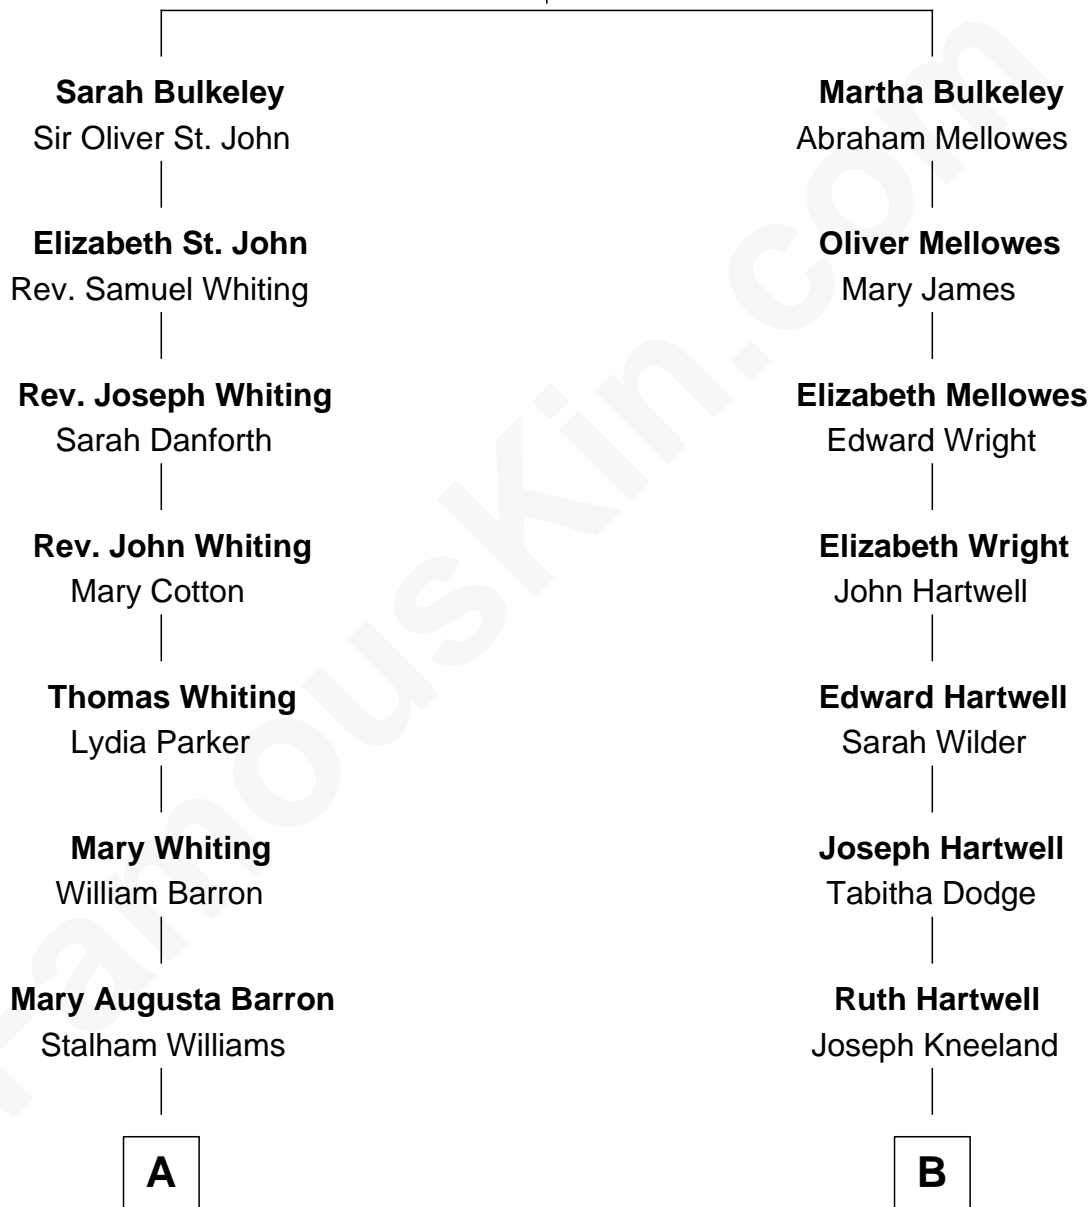 Sarah Bulkeley
Sir Oliver St. John
Elizabeth St. John
Rev. Samuel Whiting
Rev. Joseph Whiting
Sarah Danforth
Rev. John Whiting
Mary Cotton
Thomas Whiting
Lydia Parker
Mary Whiting
William Barron
Mary Augusta Barron
Stalham Williams
A
Martha Bulkeley
Abraham Mellowes
Oliver Mellowes
Mary James
Elizabeth Mellowes
Edward Wright
Elizabeth Wright
John Hartwell
Edward Hartwell
Sarah Wilder
Joseph Hartwell
Tabitha Dodge
Ruth Hartwell
Joseph Kneeland
B
FamousKin.com